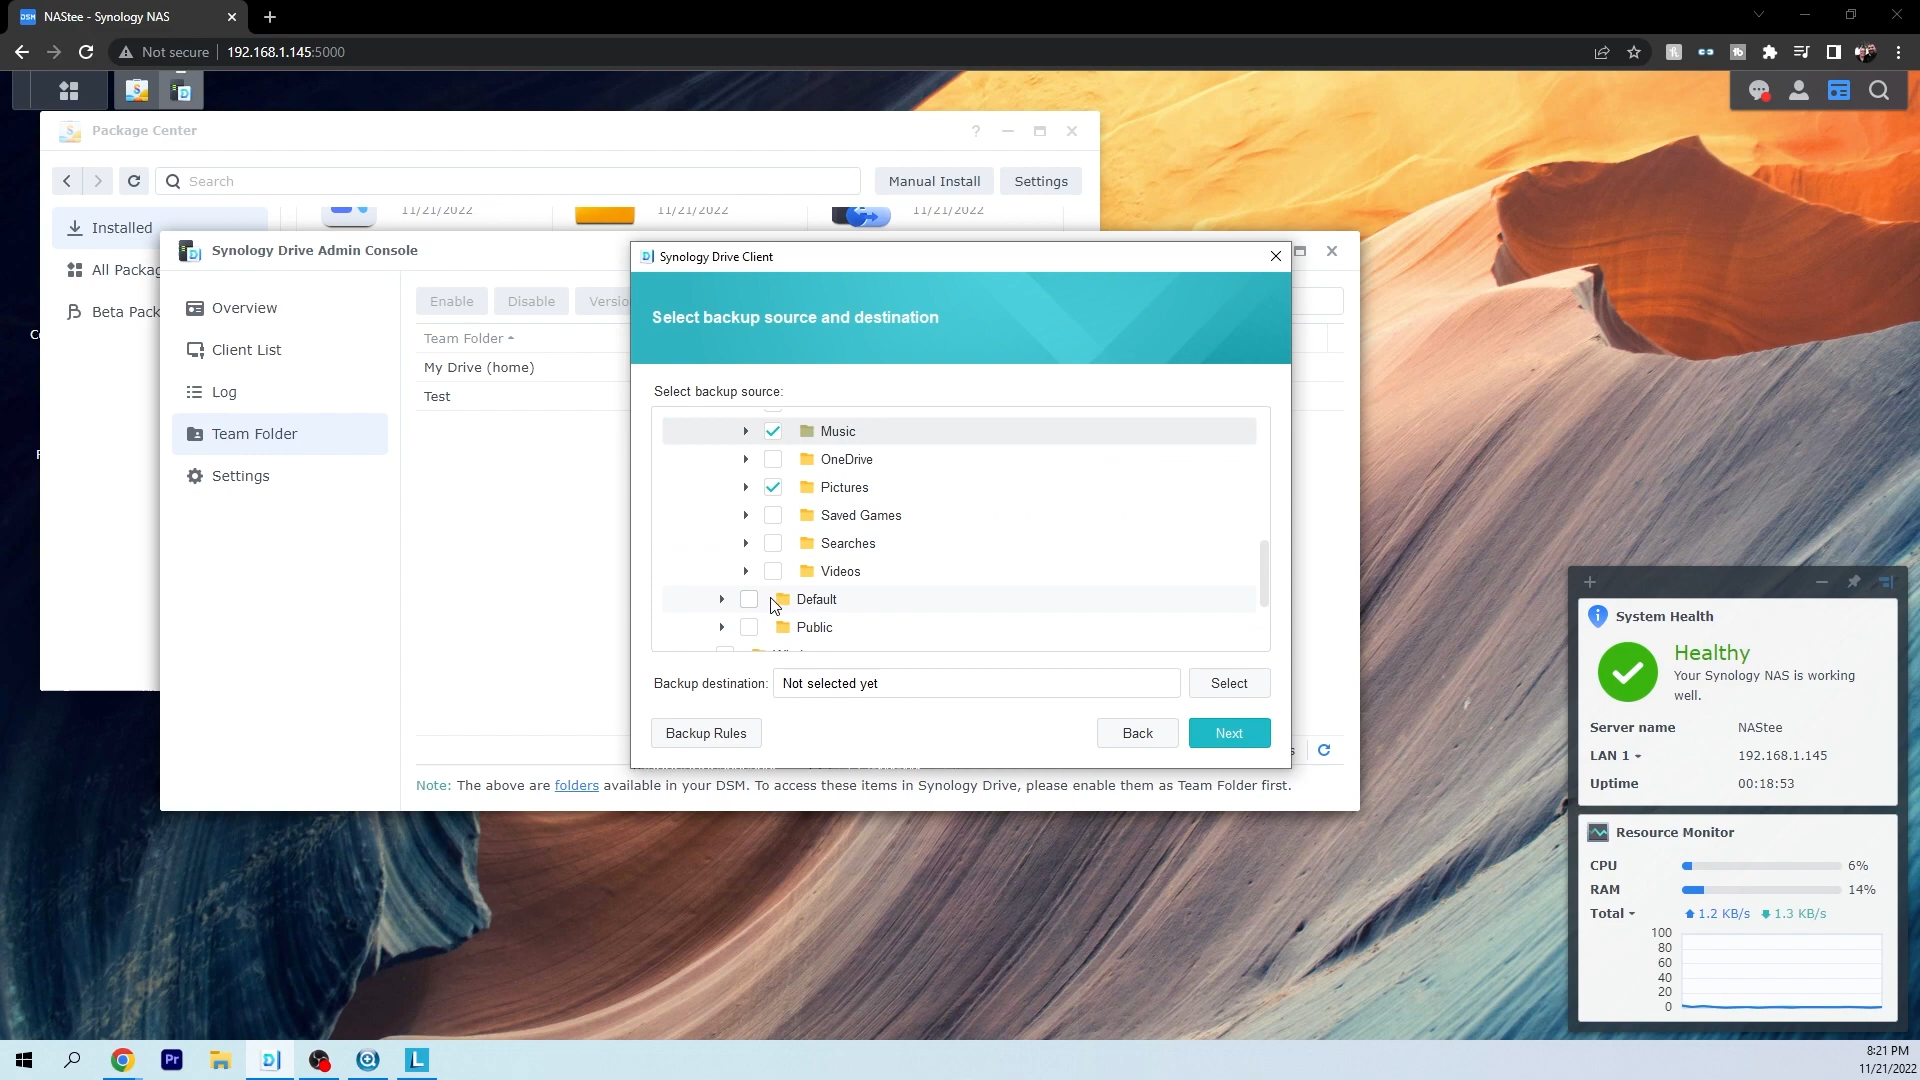 NAStee - Synology NAS
Not secure
192.168.1.145:5000
Package Center
Search
Manual Install
Settings
11/21/2022
11/21/2022
11/21/2022
Installed
All Packag
Beta Pack
Synology Drive Admin Console
Overview
Client List
Log
Team Folder
Settings
Enable
Disable
Versio
Team Folder
My Drive (home)
Test
Note: The above are folders available in your DSM. To access these items in Synology Drive, please enable them as Team Folder first.
Synology Drive Client
Select backup source and destination
Select backup source:
Music
OneDrive
Pictures
Saved Games
Searches
Videos
Default
Public
Backup destination:
Not selected yet
Select
Backup Rules
Back
Next
System Health
Healthy
Your Synology NAS is working
well.
Server name NAStee
LAN 1 192.168.1.145
Uptime 00:18:53
Resource Monitor
CPU 6%
RAM 14%
Total 1.2 KB/s 1.3 KB/s
100
80
60
40
20
0
8:21 PM
11/21/2022